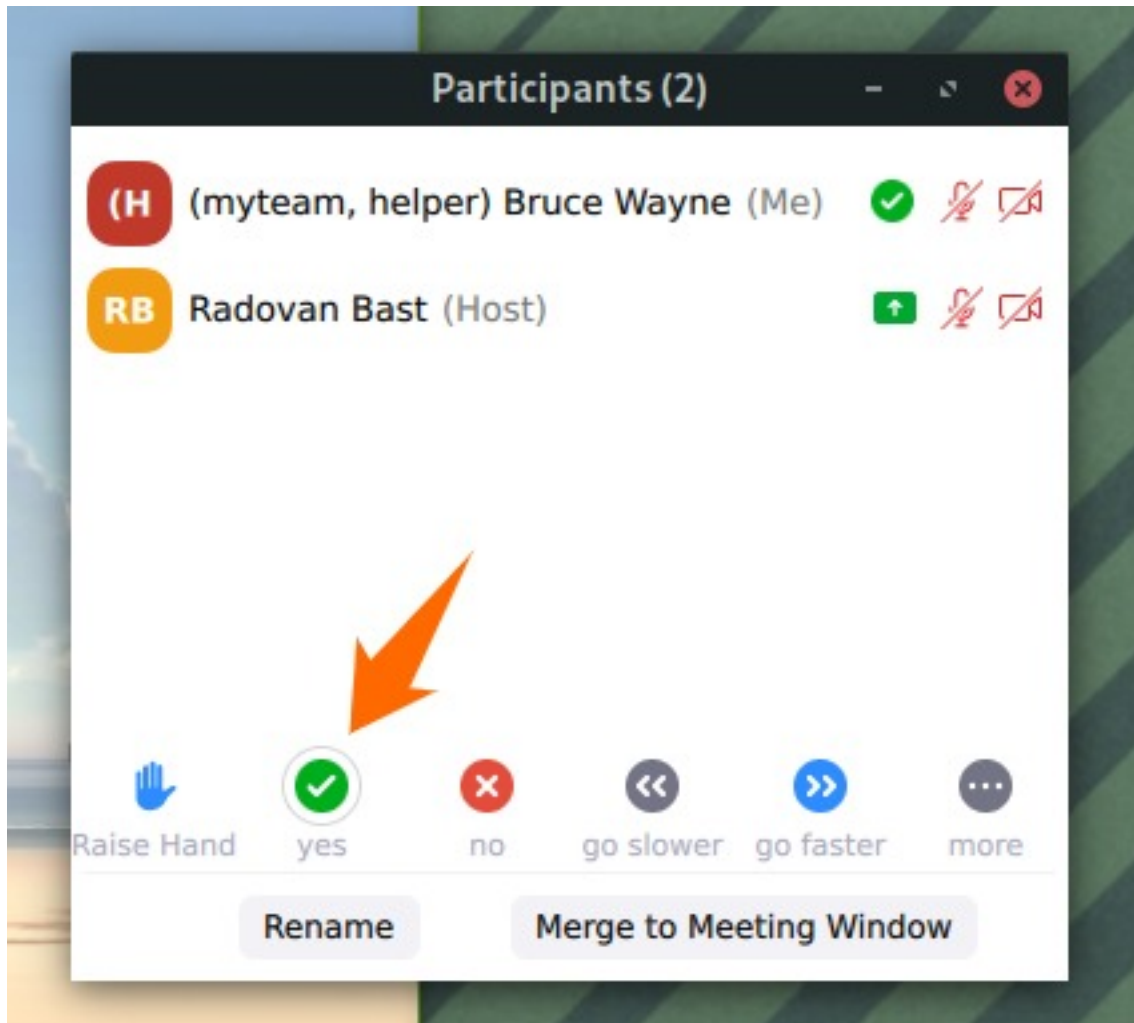 Participants (2)
(H (myteam, helper) Bruce Wayne (Me)
RB Radovan Bast (Host)
Raise Hand yes no go slower go faster more
Rename Merge to Meeting Window